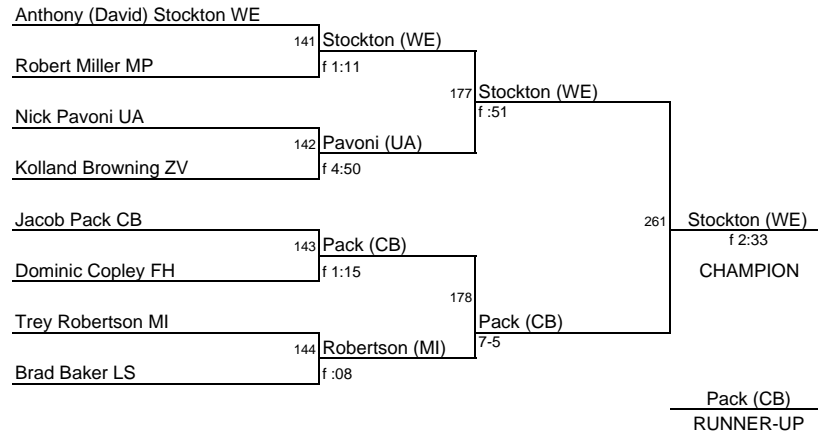 Anthony (David) Stockton WE
141 Stockton (WE)
Robert Miller MP
f 1:11
177 Stockton (WE)
f :51
Nick Pavoni UA
142 Pavoni (UA)
Kolland Browning ZV
f 4:50
Jacob Pack CB
261 Stockton (WE)
f 2:33
143 Pack (CB)
Dominic Copley FH
f 1:15
CHAMPION
178
Trey Robertson MI
Pack (CB)
7-5
144 Robertson (MI)
Brad Baker LS
f :08
Pack (CB)
RUNNER-UP